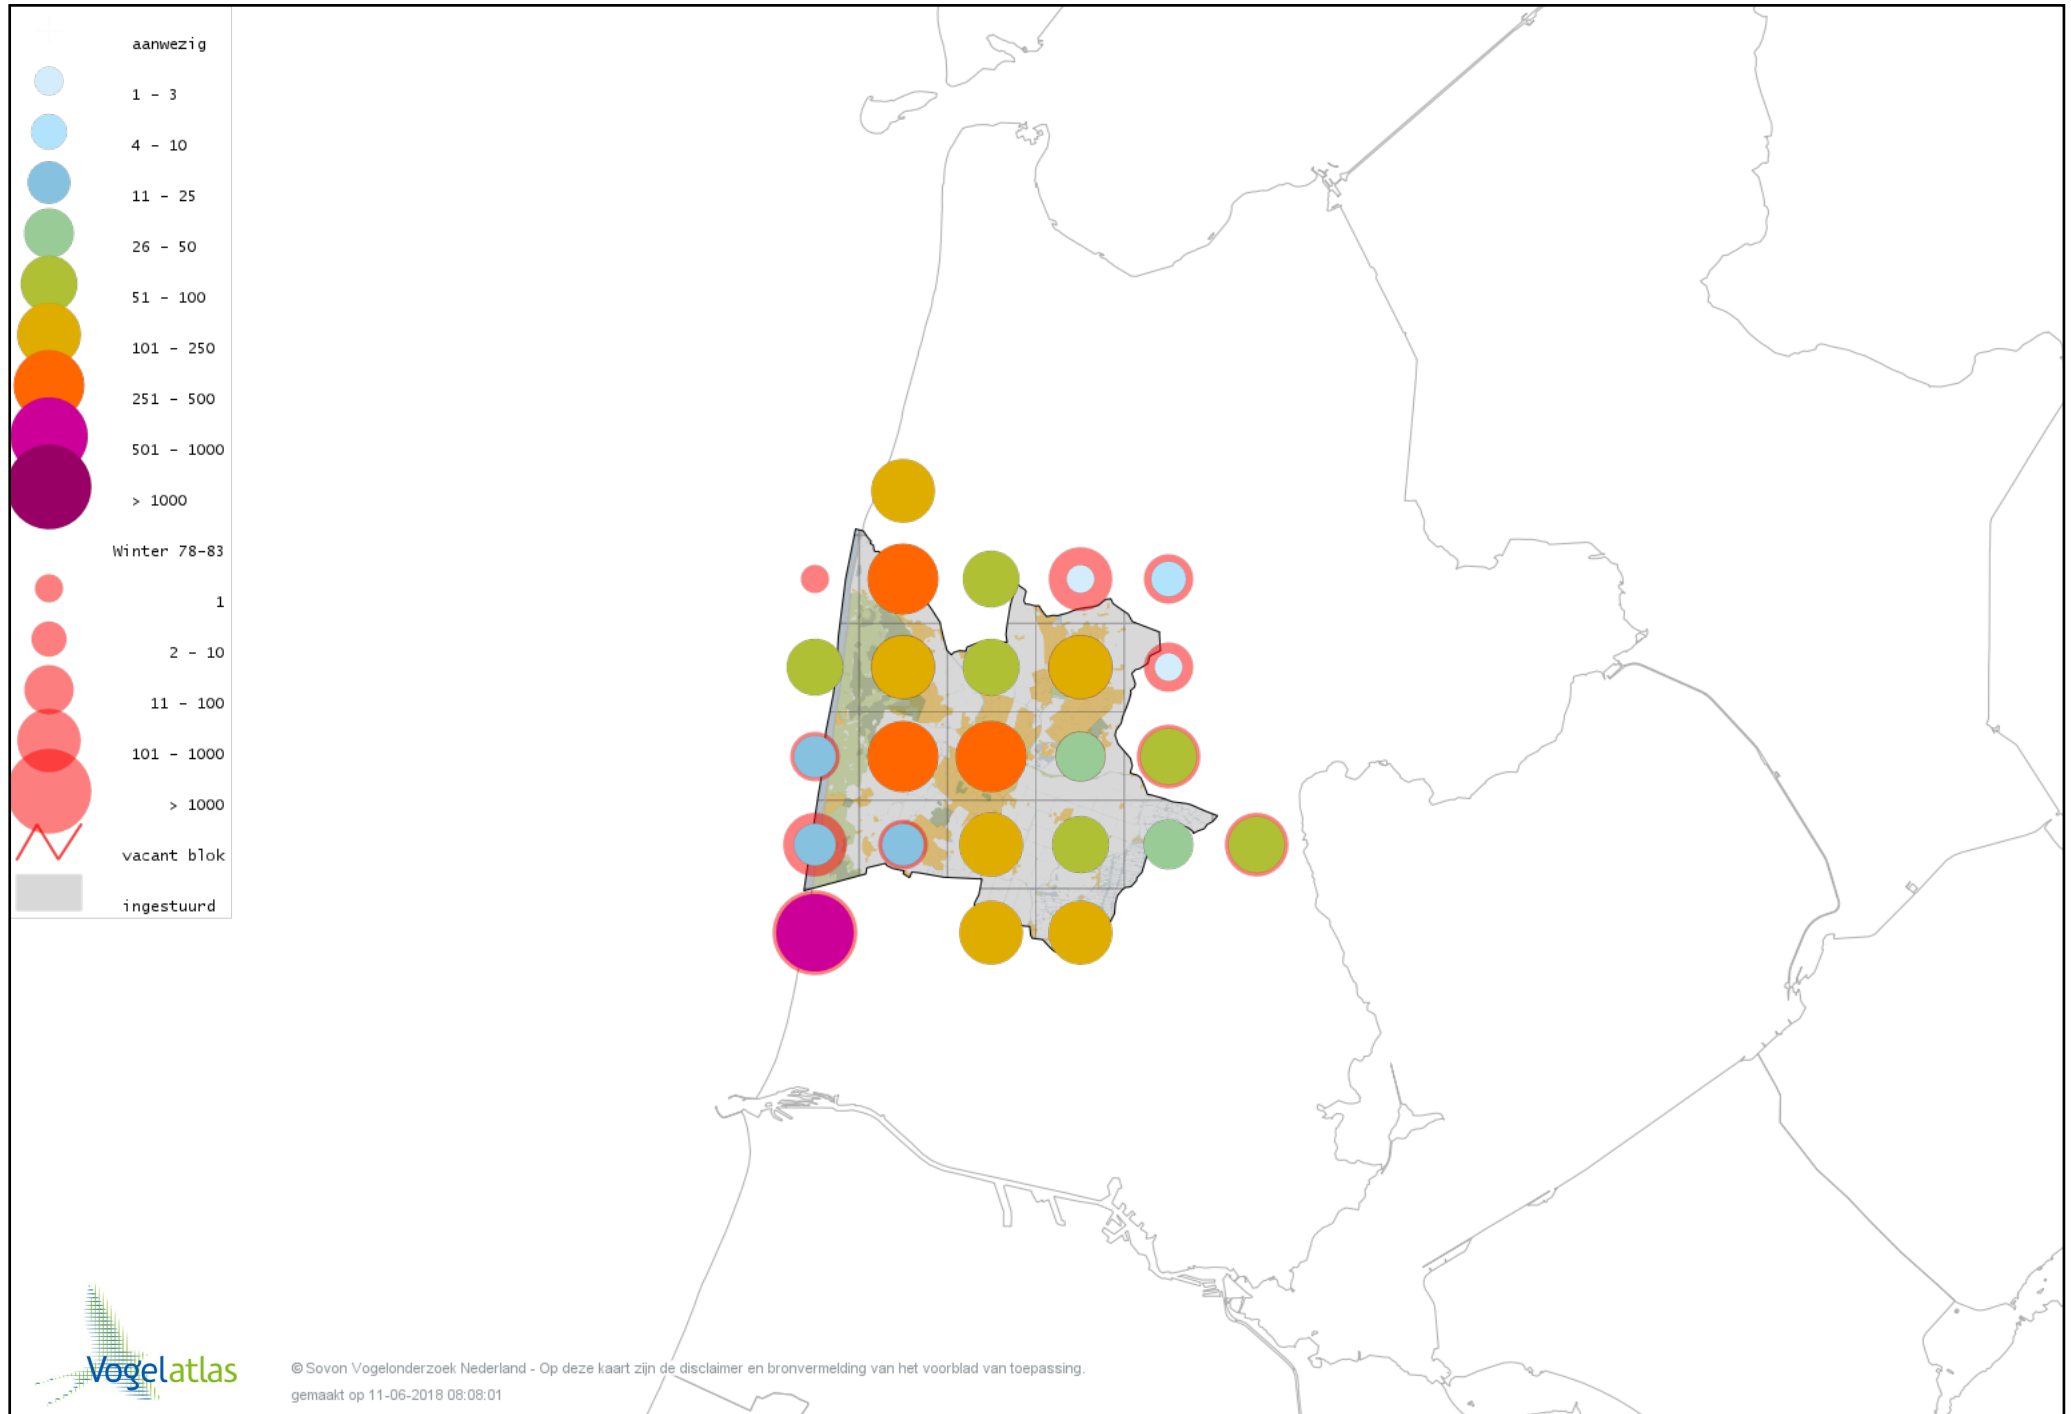 aanwezig
1 - 3
4 - 10
11 - 25
26 - 50
51 - 100
101 - 250
251 - 500
501 - 1000
> 1000
Winter 78-83
1
2 - 10
11 - 100
101 - 1000
> 1000
vacant blok
ingestuurd
Vogelatlas
© Sovon Vogelonderzoek Nederland - Op deze kaart zijn de disclaimer en bronvermelding van het voorblad van toepassing.
gemaakt op 11-06-2018 08:08:01